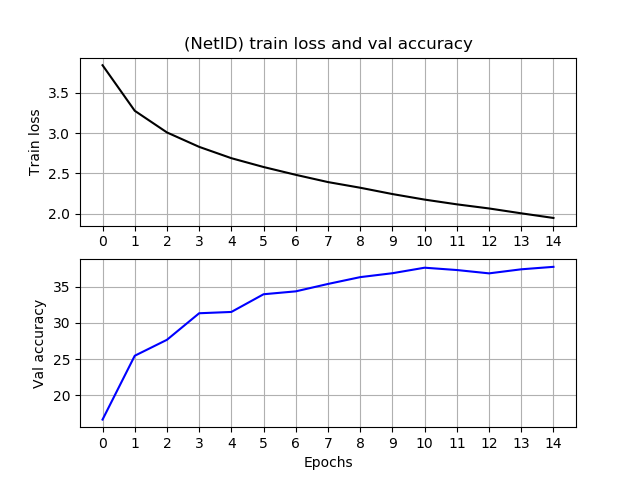 (NetID) train loss and val accuracy
Train loss
3.5
3.0
2.5
2.0
0 1 2 3 4 5 6 7 8 9 10 11 12 13 14
Val accuracy
35
30
25
20
0 1 2 3 4 5 6 7 8 9 10 11 12 13 14
Epochs